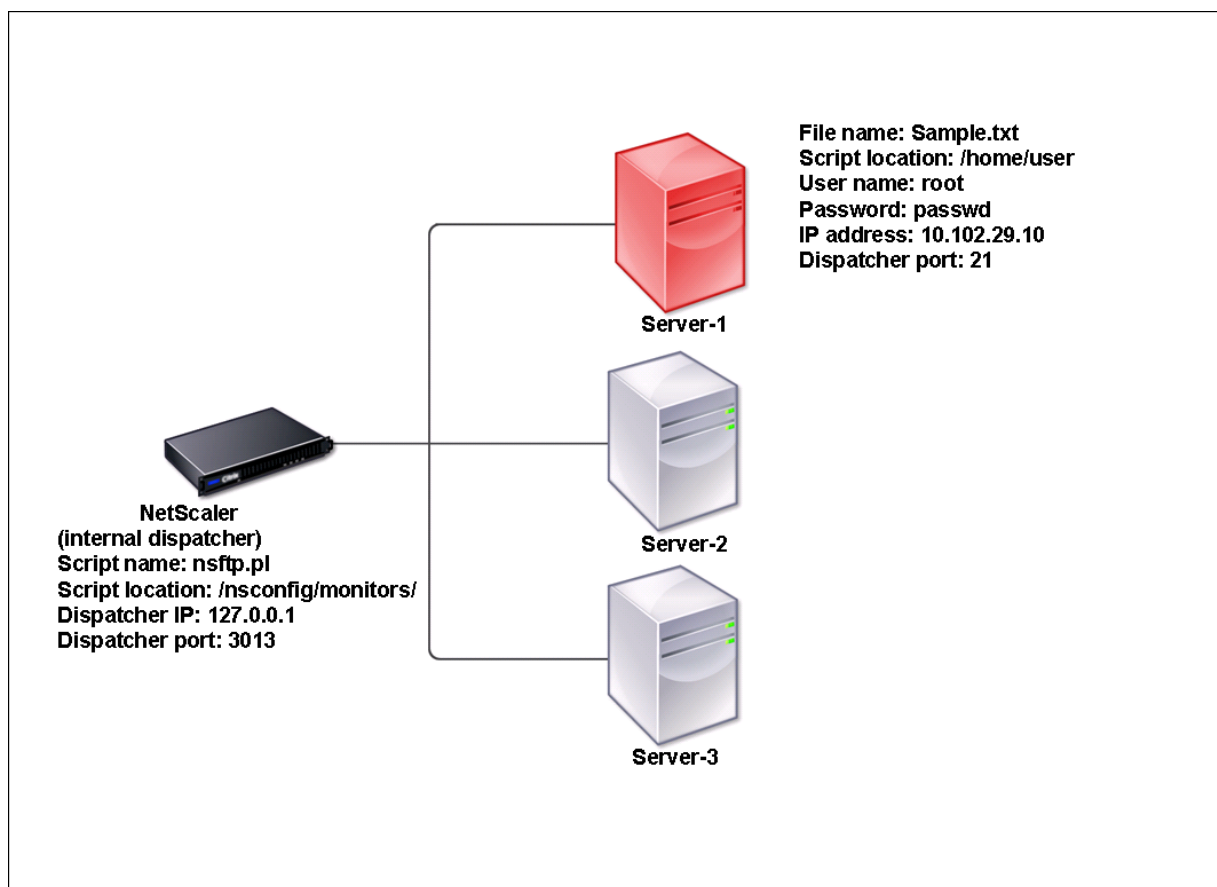 File name: Sample.txt
Script location: /home/user
User name: root
Password: passwd
IP address: 10.102.29.10
Dispatcher port: 21
Server-1
Citrix
NetScaler
(internal dispatcher)
Script name: nsftp.pl
Script location: /nsconfig/monitors/
Dispatcher IP: 127.0.0.1
Dispatcher port: 3013
Server-2
Server-3